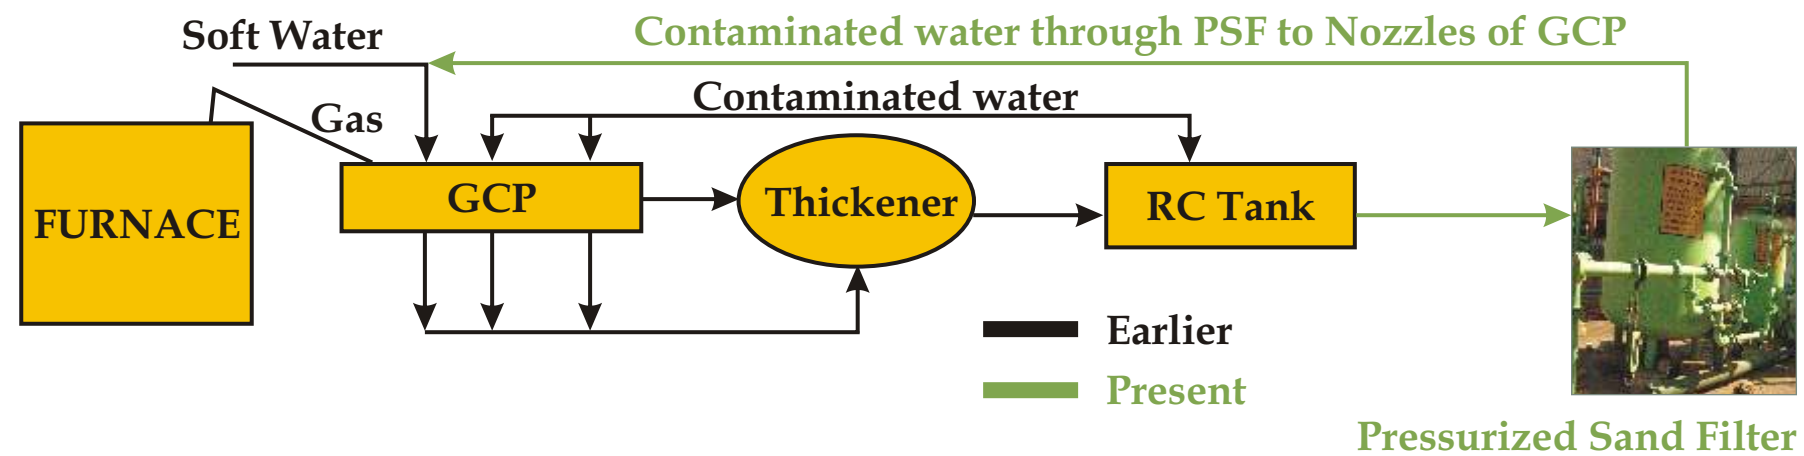 Contaminated water through PSF to Nozzles of GCP
Soft Water
Contaminated water
Gas
FURNACE
GCP
Thickener
RC Tank
Earlier
Present
Pressurized Sand Filter